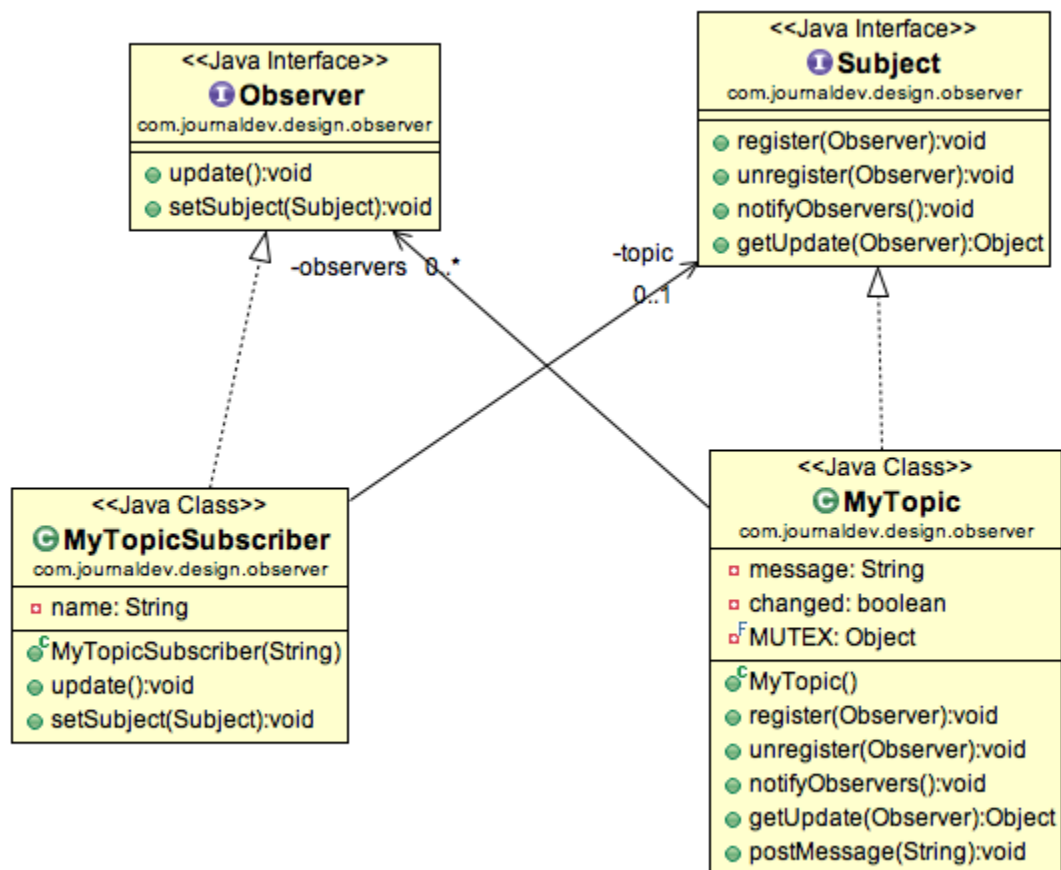 <<Java Interface>>
Observer
com.journaldev.design.observer
update():void
setSubject(Subject):void
<<Java Interface>>
Subject
com.journaldev.design.observer
register(Observer):void
unregister(Observer):void
notifyObservers():void
getUpdate(Observer):Object
-observers 0..*
-topic
0..1
<<Java Class>>
MyTopicSubscriber
com.journaldev.design.observer
name: String
MyTopicSubscriber(String)
update():void
setSubject(Subject):void
<<Java Class>>
MyTopic
com.journaldev.design.observer
message: String
changed: boolean
MUTEX: Object
MyTopic()
register(Observer):void
unregister(Observer):void
notifyObservers():void
getUpdate(Observer):Object
postMessage(String):void